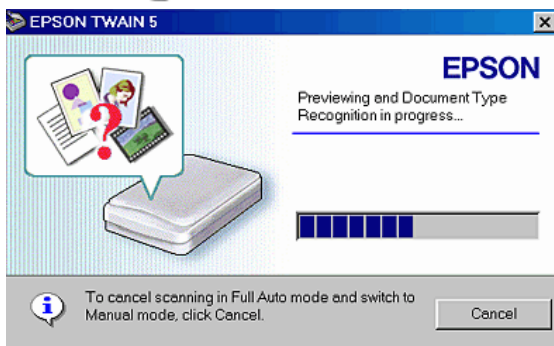 EPSON TWAIN 5
EPSON
Previewing and Document Type
Recognition in progress...
To cancel scanning in Full Auto mode and switch to
Manual mode, click Cancel.
Cancel